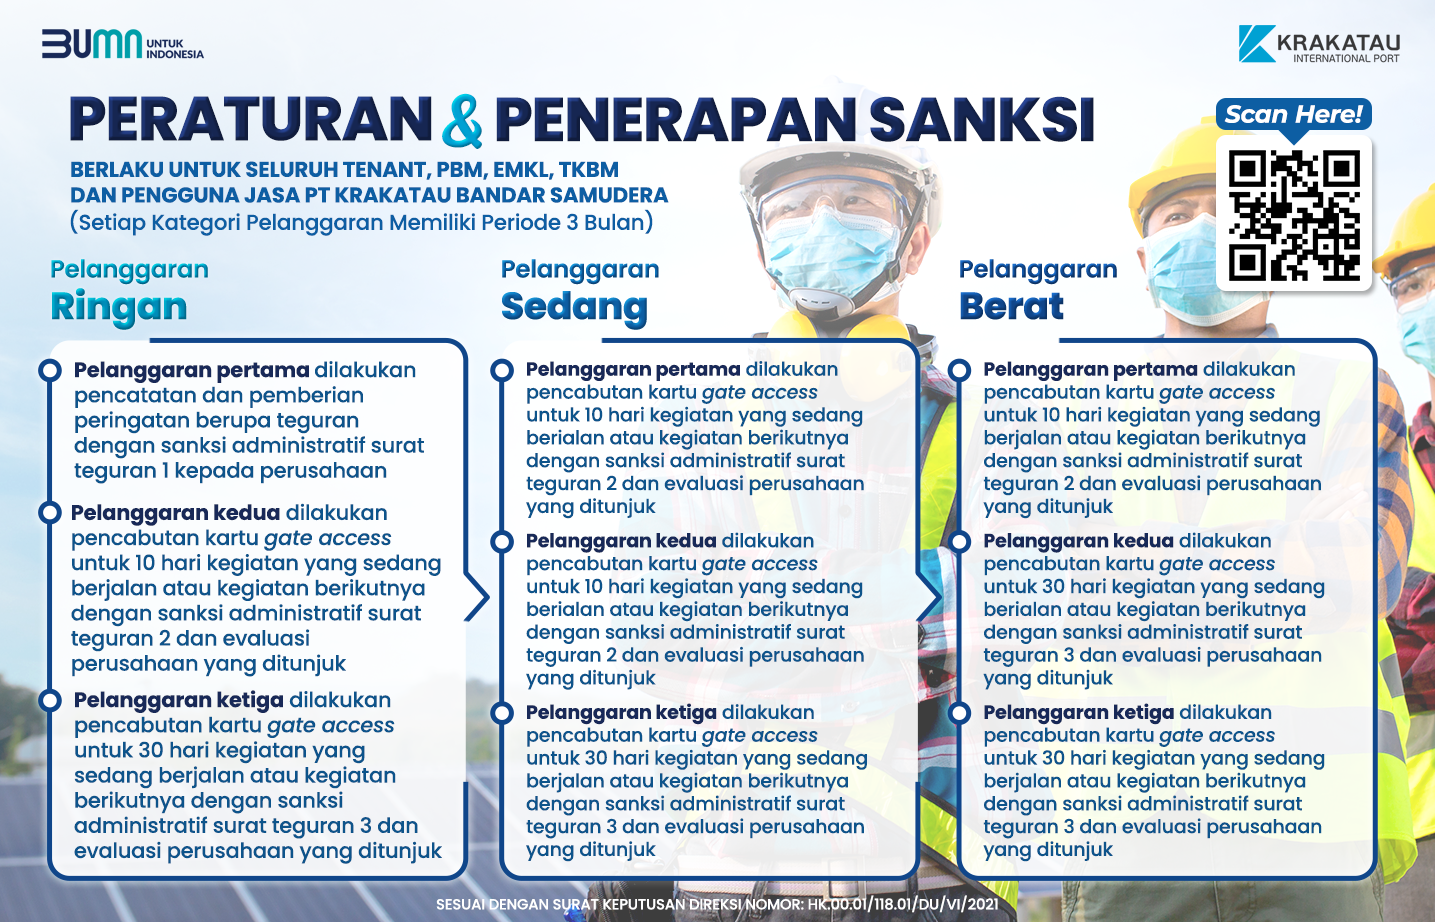 BUMN UNTUK
INDONESIA
KRAKATAU
INTERNATIONAL PORT
PERATURAN & PENERAPAN SANKSI
Scan Here!
BERLAKU UNTUK SELURUH TENANT, PBM, EMKL, TKBM
DAN PENGGUNA JASA PT KRAKATAU BANDAR SAMUDERA
(Setiap Kategori Pelanggaran Memiliki Periode 3 Bulan)
Pelanggaran
Ringan
Pelanggaran pertama dilakukan
pencatatan dan pemberian
peringatan berupa teguran
dengan sanksi administratif surat
teguran 1 kepada perusahaan
Pelanggaran kedua dilakukan
pencabutan kartu gate access
untuk 10 hari kegiatan yang sedang
berjalan atau kegiatan berikutnya
dengan sanksi administratif surat
teguran 2 dan evaluasi
perusahaan yang ditunjuk
Pelanggaran ketiga dilakukan
pencabutan kartu gate access
untuk 30 hari kegiatan yang
sedang berjalan atau kegiatan
berikutnya dengan sanksi
administratif surat teguran 3 dan
evaluasi perusahaan yang ditunjuk
Pelanggaran
Sedang
Pelanggaran pertama dilakukan
pencabutan kartu gate access
untuk 10 hari kegiatan yang sedang
berialan atau kegiatan berikutnya
dengan sanksi administratif surat
teguran 2 dan evaluasi perusahaan
yang ditunjuk
Pelanggaran kedua dilakukan
pencabutan kartu gate access
untuk 10 hari kegiatan yang sedang
berialan atau kegiatan berikutnya
dengan sanksi administratif surat
teguran 2 dan evaluasi perusahaan
yang ditunjuk
Pelanggaran ketiga dilakukan
pencabutan kartu gate access
untuk 30 hari kegiatan yang sedang
berjalan atau kegiatan berikutnya
dengan sanksi administratif surat
teguran 3 dan evaluasi perusahaan
yang ditunjuk
Pelanggaran
Berat
Pelanggaran pertama dilakukan
pencabutan kartu gate access
untuk 10 hari kegiatan yang sedang
berjalan atau kegiatan berikutnya
dengan sanksi administratif surat
teguran 2 dan evaluasi perusahaan
yang ditunjuk
Pelanggaran kedua dilakukan
pencabutan kartu gate access
untuk 30 hari kegiatan yang sedang
berialan atau kegiatan berikutnya
dengan sanksi administratif surat
teguran 3 dan evaluasi perusahaan
yang ditunjuk
Pelanggaran ketiga dilakukan
pencabutan kartu gate access
untuk 30 hari kegiatan yang sedang
berjalan atau kegiatan berikutnya
dengan sanksi administratif surat
teguran 3 dan evaluasi perusahaan
yang ditunjuk
SESUAI DENGAN SURAT KEPUTUSAN DIREKSI NOMOR: HK.00.01/118.01/DU/VI/2021